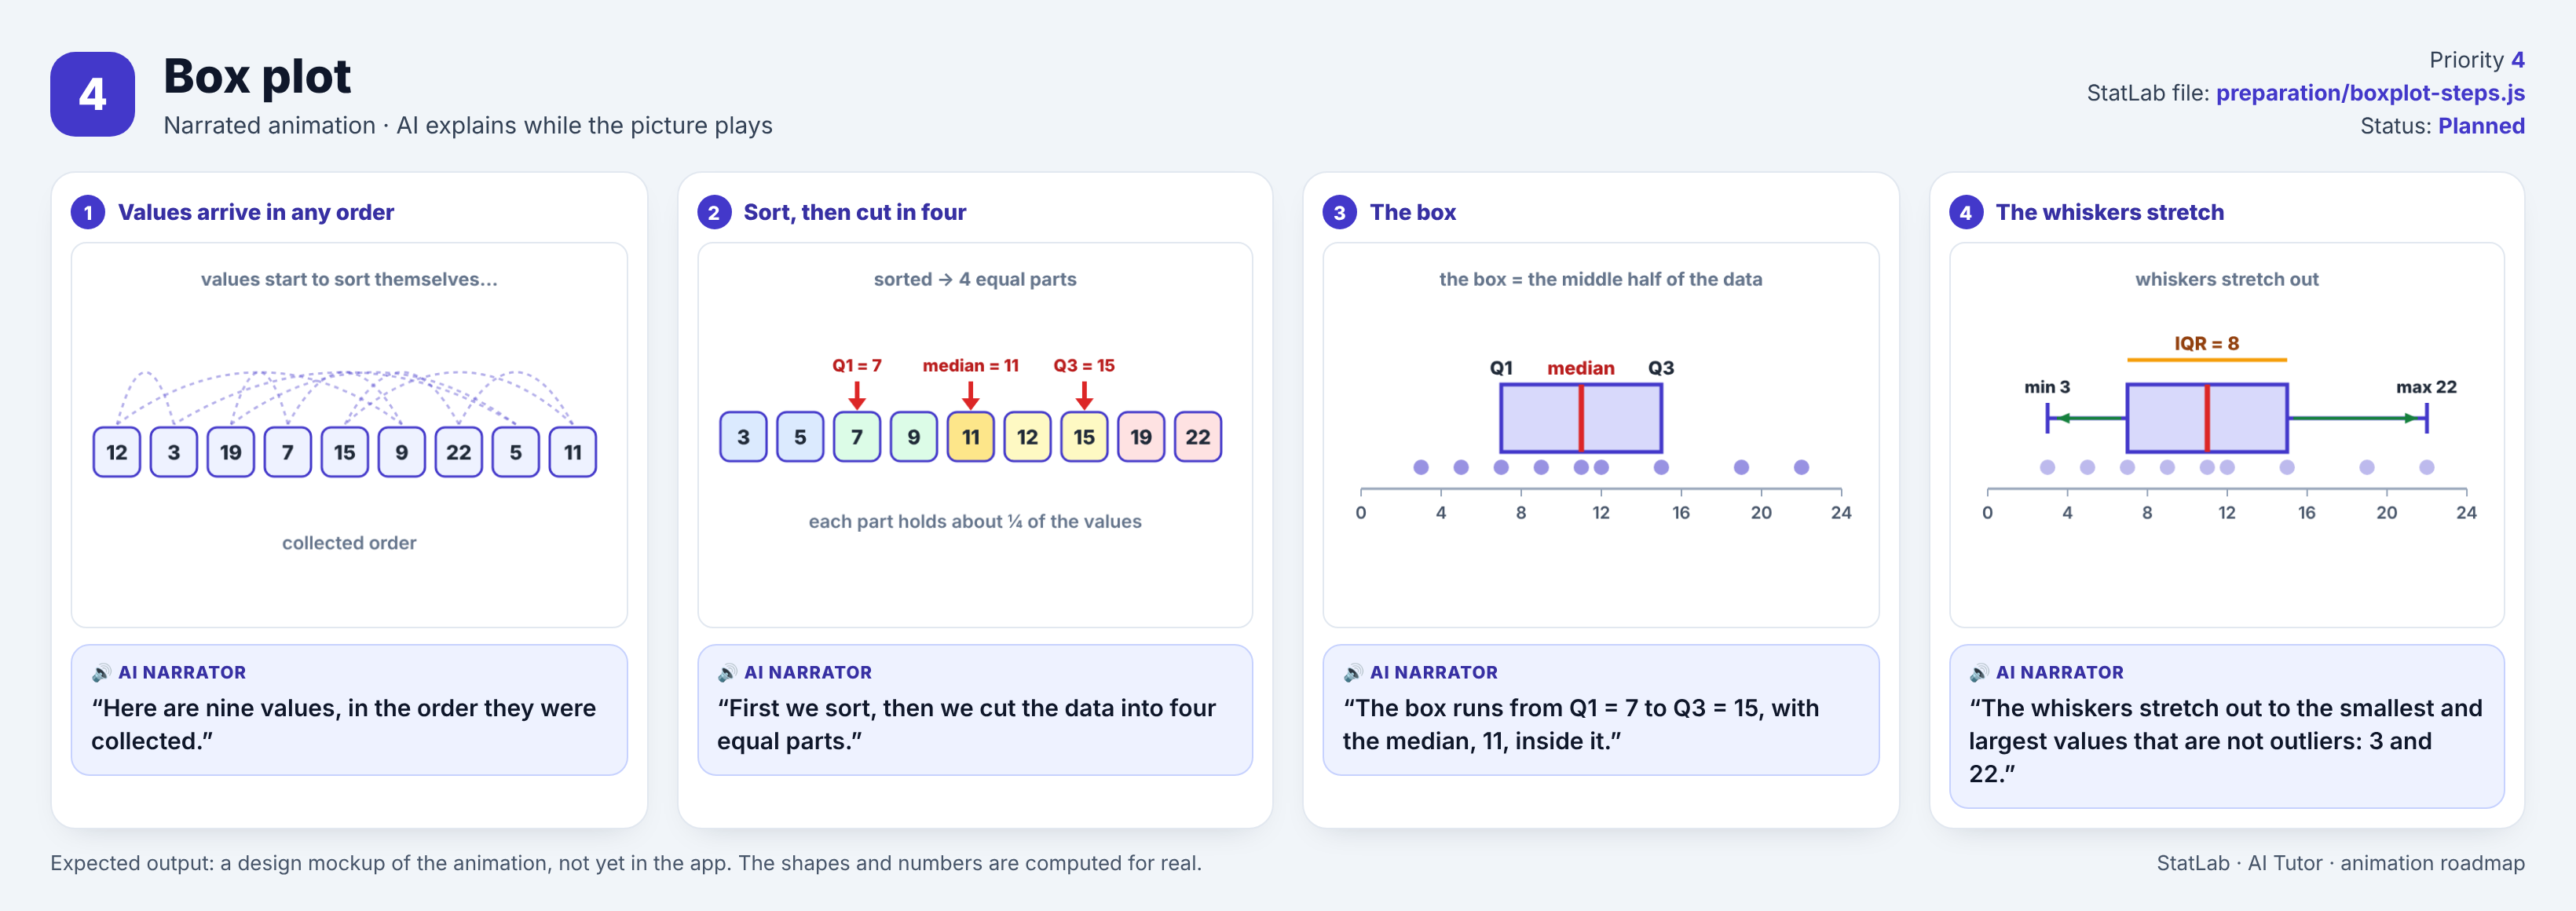 4
Box plot
Narrated animation · AI explains while the picture plays
Priority 4
StatLab file: preparation/boxplot-steps.js
Status: Planned
1 Values arrive in any order
values start to sort themselves...
12 3 19 7 15 9 22 5 11
collected order
🔊 AI NARRATOR
“Here are nine values, in the order they were
collected.”
2 Sort, then cut in four
sorted → 4 equal parts
Q1 = 7 median = 11 Q3 = 15
3 5 7 9 11 12 15 19 22
each part holds about ¼ of the values
🔊 AI NARRATOR
“First we sort, then we cut the data into four
equal parts.”
3 The box
the box = the middle half of the data
Q1 median Q3
0 4 8 12 16 20 24
🔊 AI NARRATOR
“The box runs from Q1 = 7 to Q3 = 15, with
the median, 11, inside it.”
4 The whiskers stretch
whiskers stretch out
IQR = 8
min 3 max 22
0 4 8 12 16 20 24
🔊 AI NARRATOR
“The whiskers stretch out to the smallest and
largest values that are not outliers: 3 and
22.”
Expected output: a design mockup of the animation, not yet in the app. The shapes and numbers are computed for real.
StatLab · AI Tutor · animation roadmap